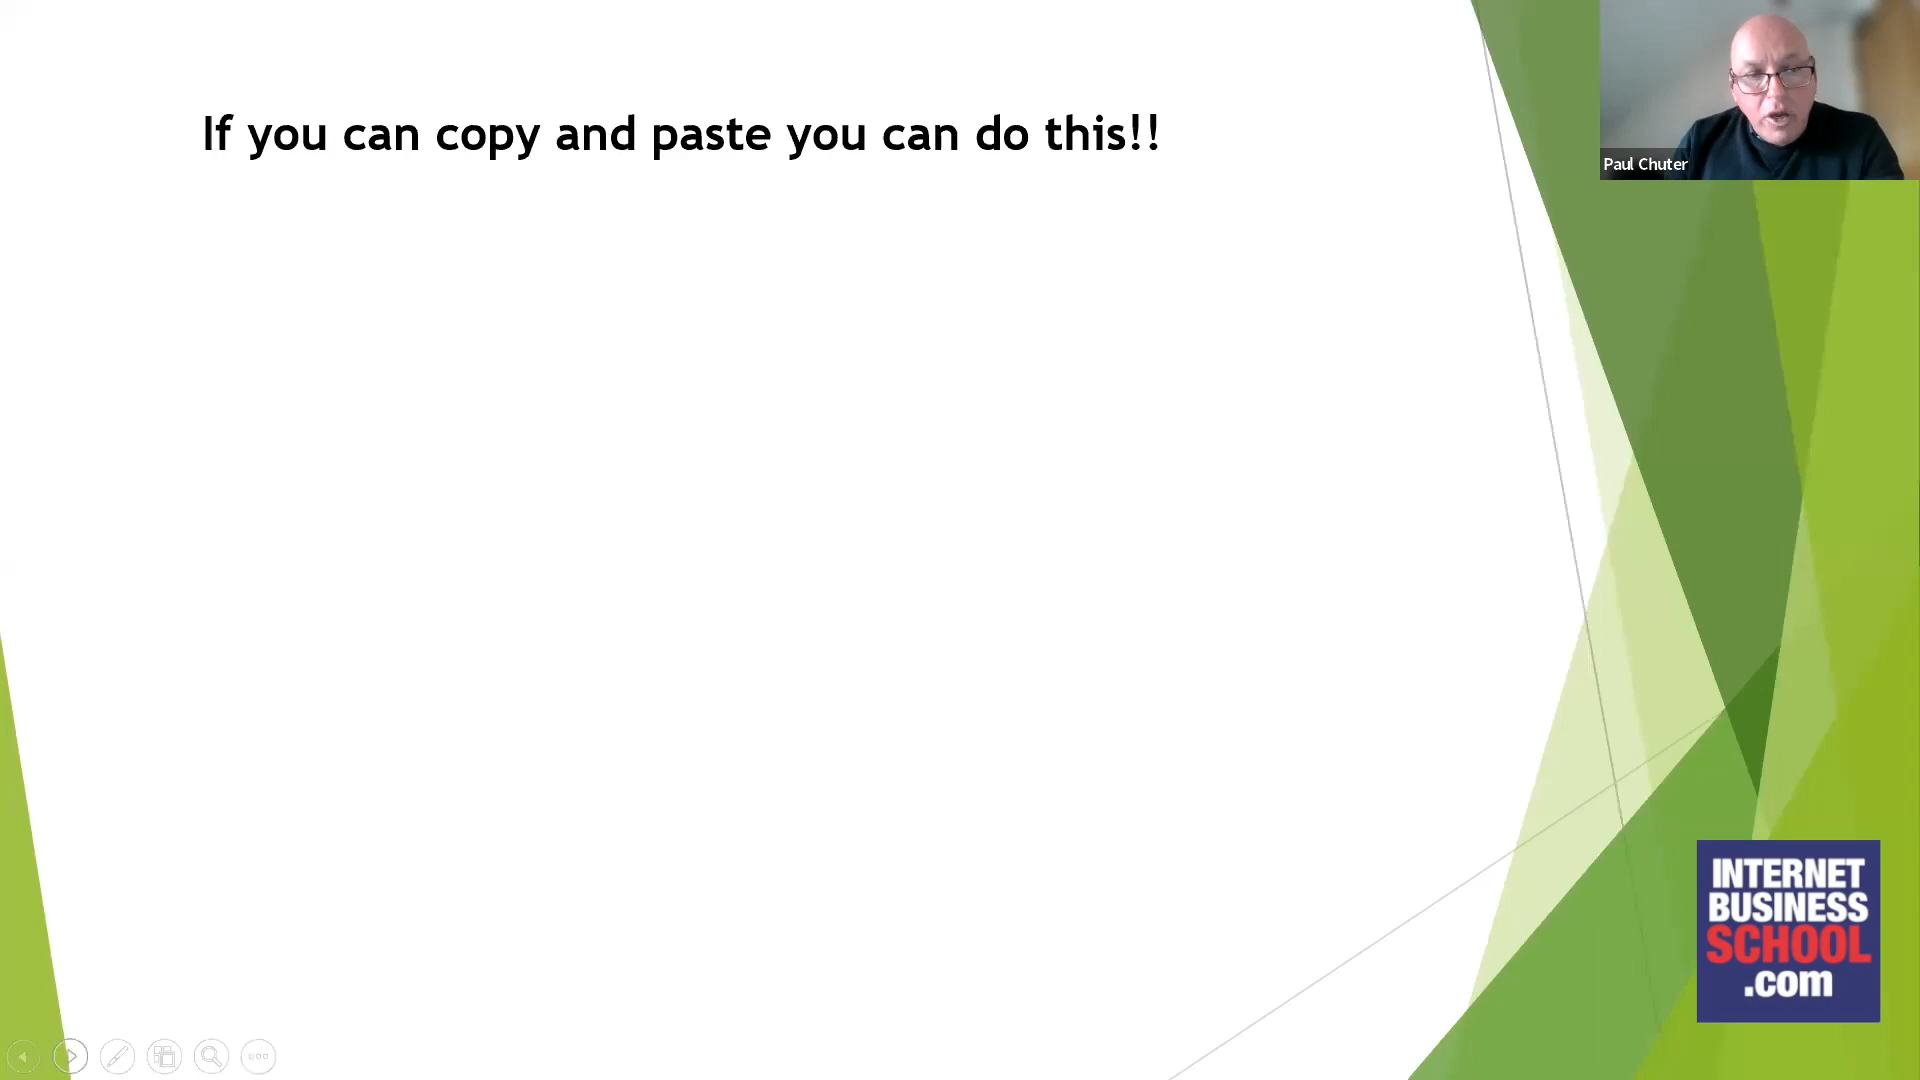 If you can copy and paste you can do this!!
Paul Chuter
INTERNET
BUSINESS
SCHOOL
.com